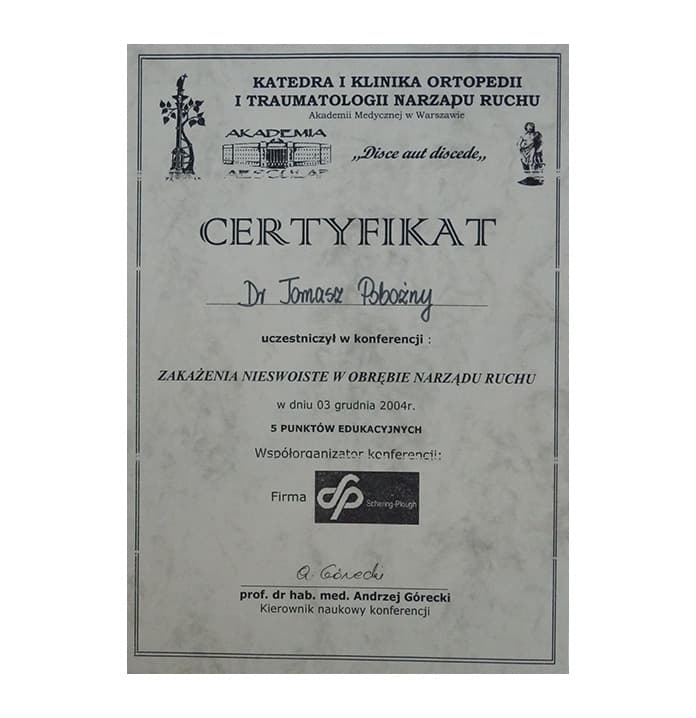 KATEDRA I KLINIKA ORTOPEDII
I TRAUMATOLOGII NARZĄDU RUCHU
Akademii Medycznej w Warszawie
AKADEMIA
AESCULAP
„Disce aut discede„
CERTYFIKAT
Dr Tomasz Pobożny
uczestniczył w konferencji :
ZAKAŻENIA NIESWOISTE W OBRĘBIE NARZĄDU RUCHU
w dniu 03 grudnia 2004r.
5 PUNKTÓW EDUKACYJNYCH
Współorganizator konferencji:
Firma
Schering-Plough
A. Górecki
prof. dr hab. med. Andrzej Górecki
Kierownik naukowy konferencji